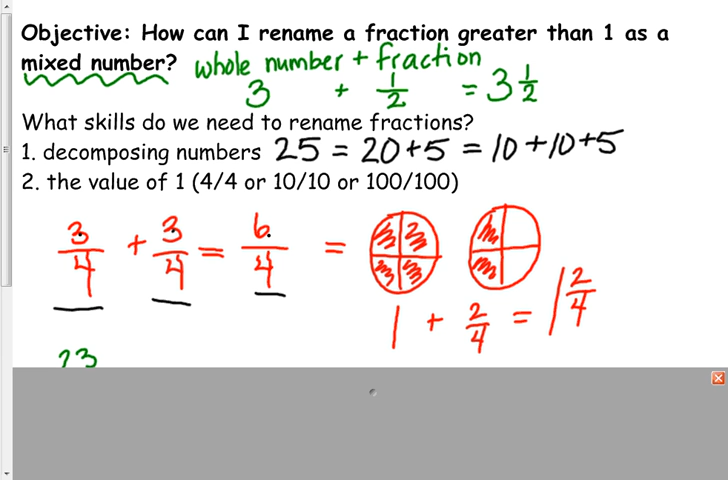 Objective: How can I rename a fraction greater than 1 as a
mixed number? whole number + fraction
3 + 1/2 = 3 1/2
What skills do we need to rename fractions?
1. decomposing numbers 25 = 20+5 = 10+10+5
2. the value of 1 (4/4 or 10/10 or 100/100)
3/4 + 3/4 = 6/4 =
1 + 2/4 = 1 2/4
23